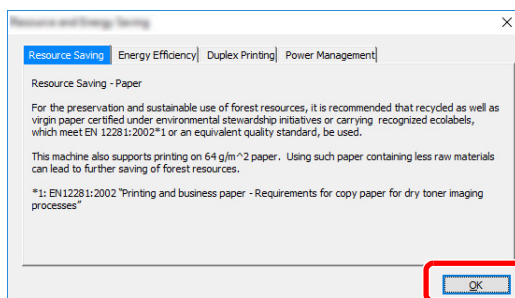 Resource and Energy Saving
Resource Saving Energy Efficiency Duplex Printing Power Management
Resource Saving - Paper
For the preservation and sustainable use of forest resources, it is recommended that recycled as well as
virgin paper certified under environmental stewardship initiatives or carrying recognized ecolabels,
which meet EN 12281:2002*1 or an equivalent quality standard, be used.
This machine also supports printing on 64 g/m^2 paper. Using such paper containing less raw materials
can lead to further saving of forest resources.
*1: EN12281:2002 "Printing and business paper - Requirements for copy paper for dry toner imaging
processes"
OK